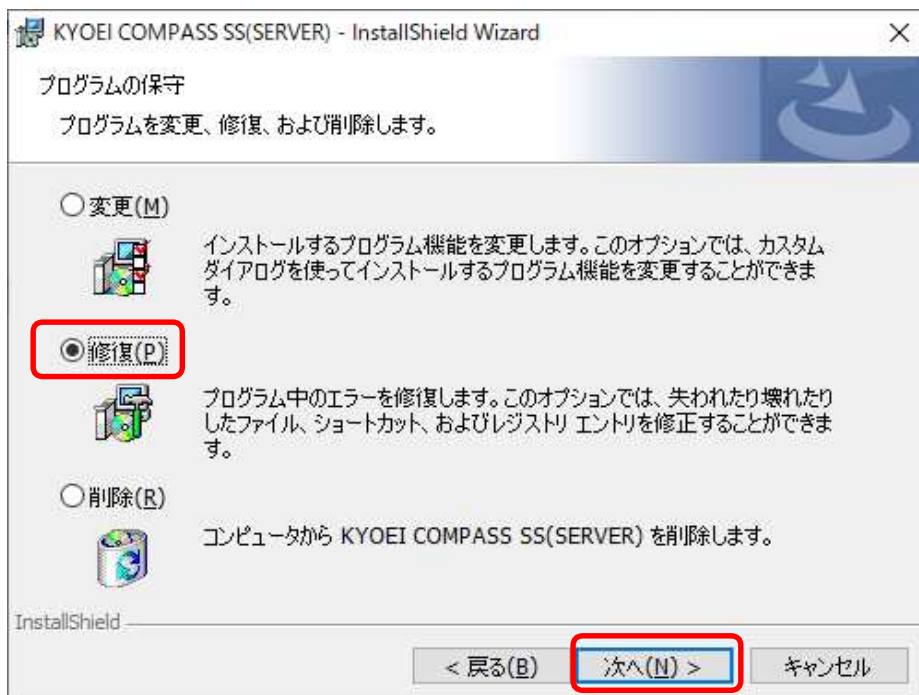 KYOEI COMPASS SS(SERVER) - InstallShield Wizard
プログラムの保守
プログラムを変更、修復、および削除します。
変更(M)
インストールするプログラム機能を変更します。このオプションでは、カスタム
ダイアログを使ってインストールするプログラム機能を変更することができま
す。
修復(P)
プログラム中のエラーを修復します。このオプションでは、失われたり壊れたり
したファイル、ショートカット、およびレジストリ エントリを修正することができま
す。
削除(R)
コンピュータから KYOEI COMPASS SS(SERVER) を削除します。
InstallShield
< 戻る(B) 次へ(N) > キャンセル